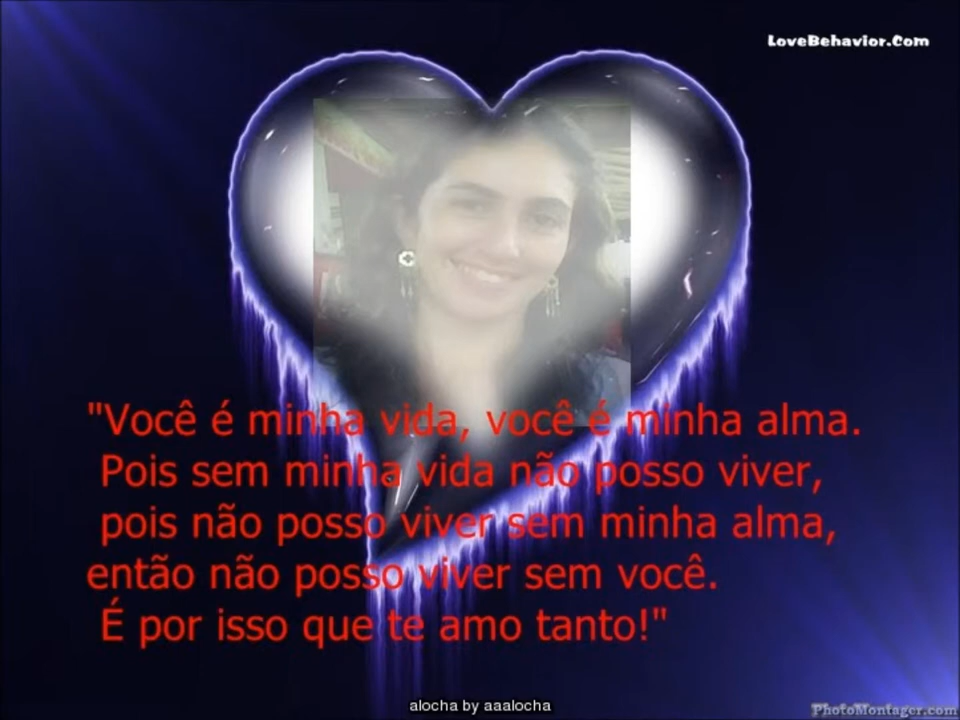 LoveBehavior.Com
"Você é minha vida, você é minha alma.
Pois sem minha vida não posso viver,
pois não posso viver sem minha alma,
então não posso viver sem você.
É por isso que te amo tanto!"
alocha by aaalocha
PhotoMontager.com